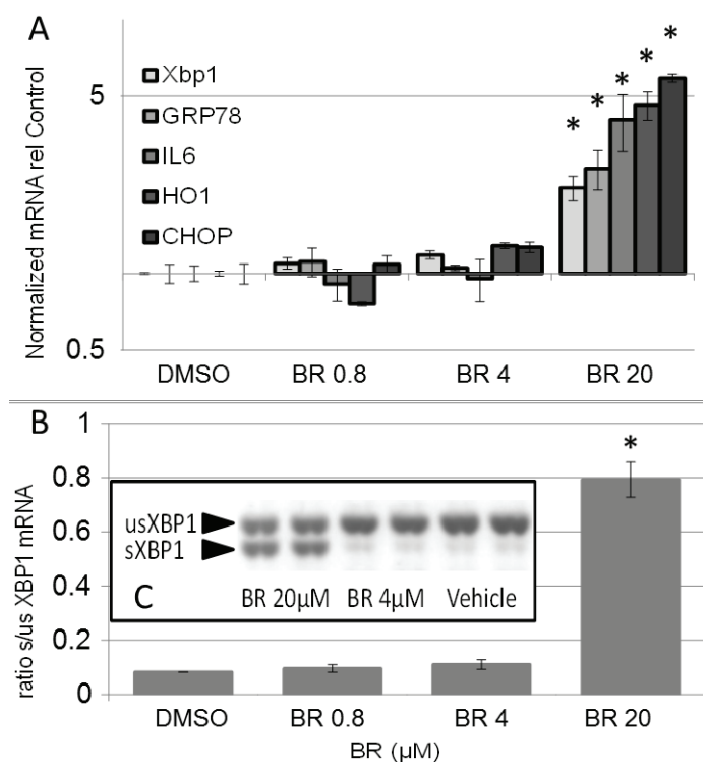 A
Normalized mRNA rel Control
5
0.5
Xbp1
GRP78
IL6
HO1
CHOP
* * * * *
DMSO BR 0.8 BR 4 BR 20
B
ratio s/us XBP1 mRNA
1
0.8
0.6
0.4
0.2
0
*
usXBP1
sXBP1
C BR 20µM BR 4µM Vehicle
DMSO BR 0.8 BR 4 BR 20
BR (µM)